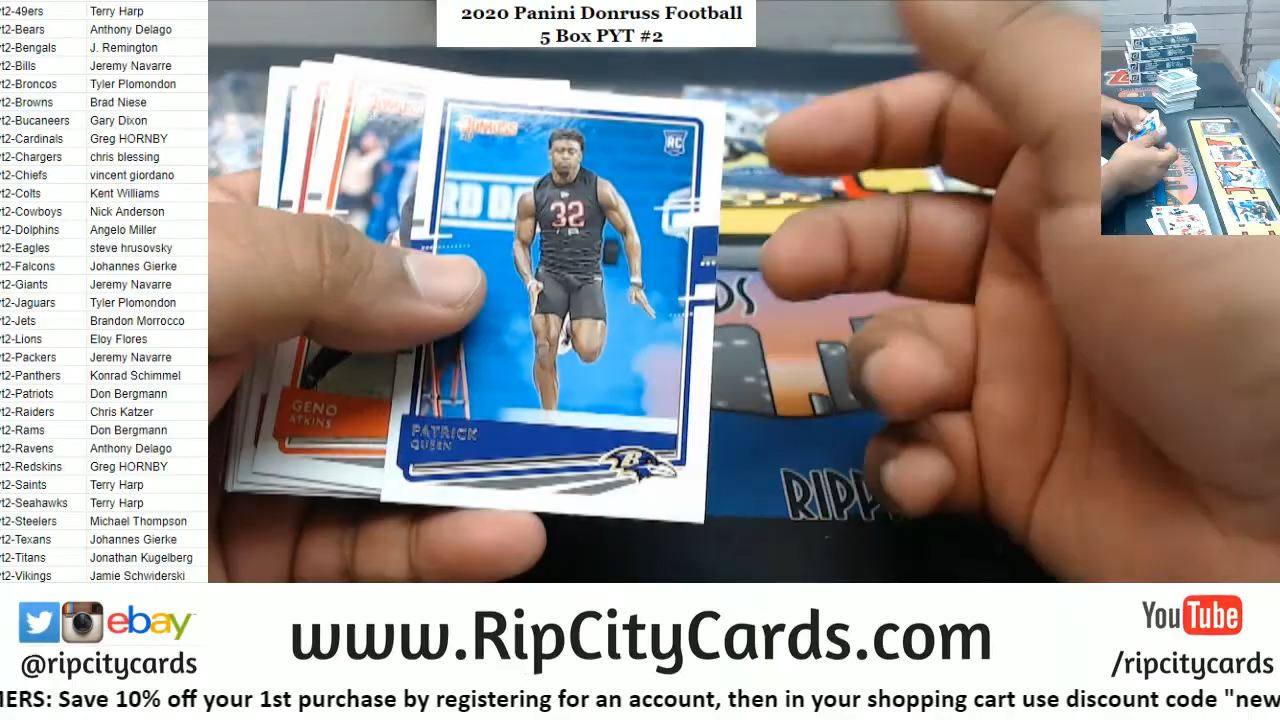 2020 Panini Donruss Football
5 Box PYT #2
t2-49ers Terry Harp
t2-Bears Anthony Delago
t2-Bengals J. Remington
t2-Bills Jeremy Navarre
t2-Broncos Tyler Plomondon
t2-Browns Brad Niese
t2-Bucaneers Gary Dixon
t2-Cardinals Greg HORNBY
t2-Chargers chris blessing
t2-Chiefs vincent giordano
t2-Colts Kent Williams
t2-Cowboys Nick Anderson
t2-Dolphins Angelo Miller
t2-Eagles steve hrusovsky
t2-Falcons Johannes Gierke
t2-Giants Jeremy Navarre
t2-Jaguars Tyler Plomondon
t2-Jets Brandon Morrocco
t2-Lions Eloy Flores
t2-Packers Jeremy Navarre
t2-Panthers Konrad Schimmel
t2-Patriots Don Bergmann
t2-Raiders Chris Katzer
t2-Rams Don Bergmann
t2-Ravens Anthony Delago
t2-Redskins Greg HORNBY
t2-Saints Terry Harp
t2-Seahawks Terry Harp
t2-Steelers Michael Thompson
t2-Texans Johannes Gierke
t2-Titans Jonathan Kugelberg
t2-Vikings Jamie Schwiderski
DONRUSS
RC
32
PATRICK
QUEEN
GENO
ATKINS
DS
RIPP
ebay
@ripcitycards
www.RipCityCards.com
YouTube
/ripcitycards
MERS: Save 10% off your 1st purchase by registering for an account, then in your shopping cart use discount code "new